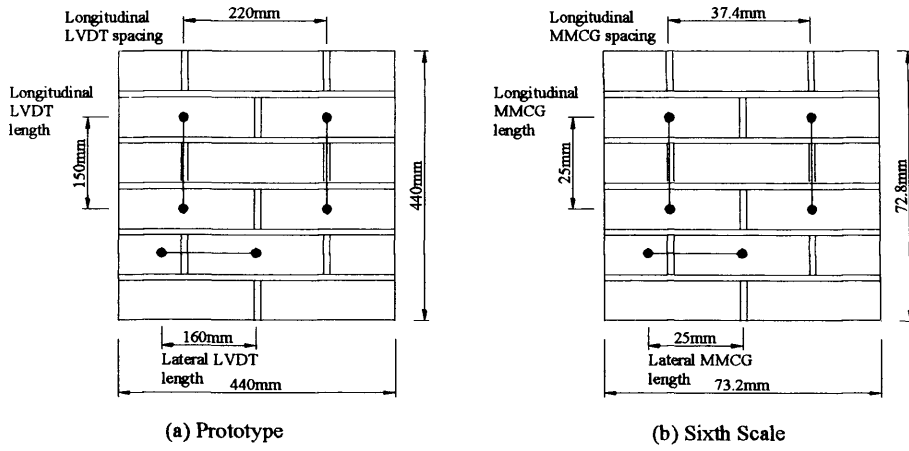 Longitudinal
LVDT spacing
220mm
Longitudinal
LVDT
length
150mm
440mm
160mm
Lateral LVDT
length
440mm
(a) Prototype
Longitudinal
MMCG spacing
37.4mm
Longitudinal
MMCG
length
25mm
72.8mm
25mm
Lateral MMCG
length
73.2mm
(b) Sixth Scale